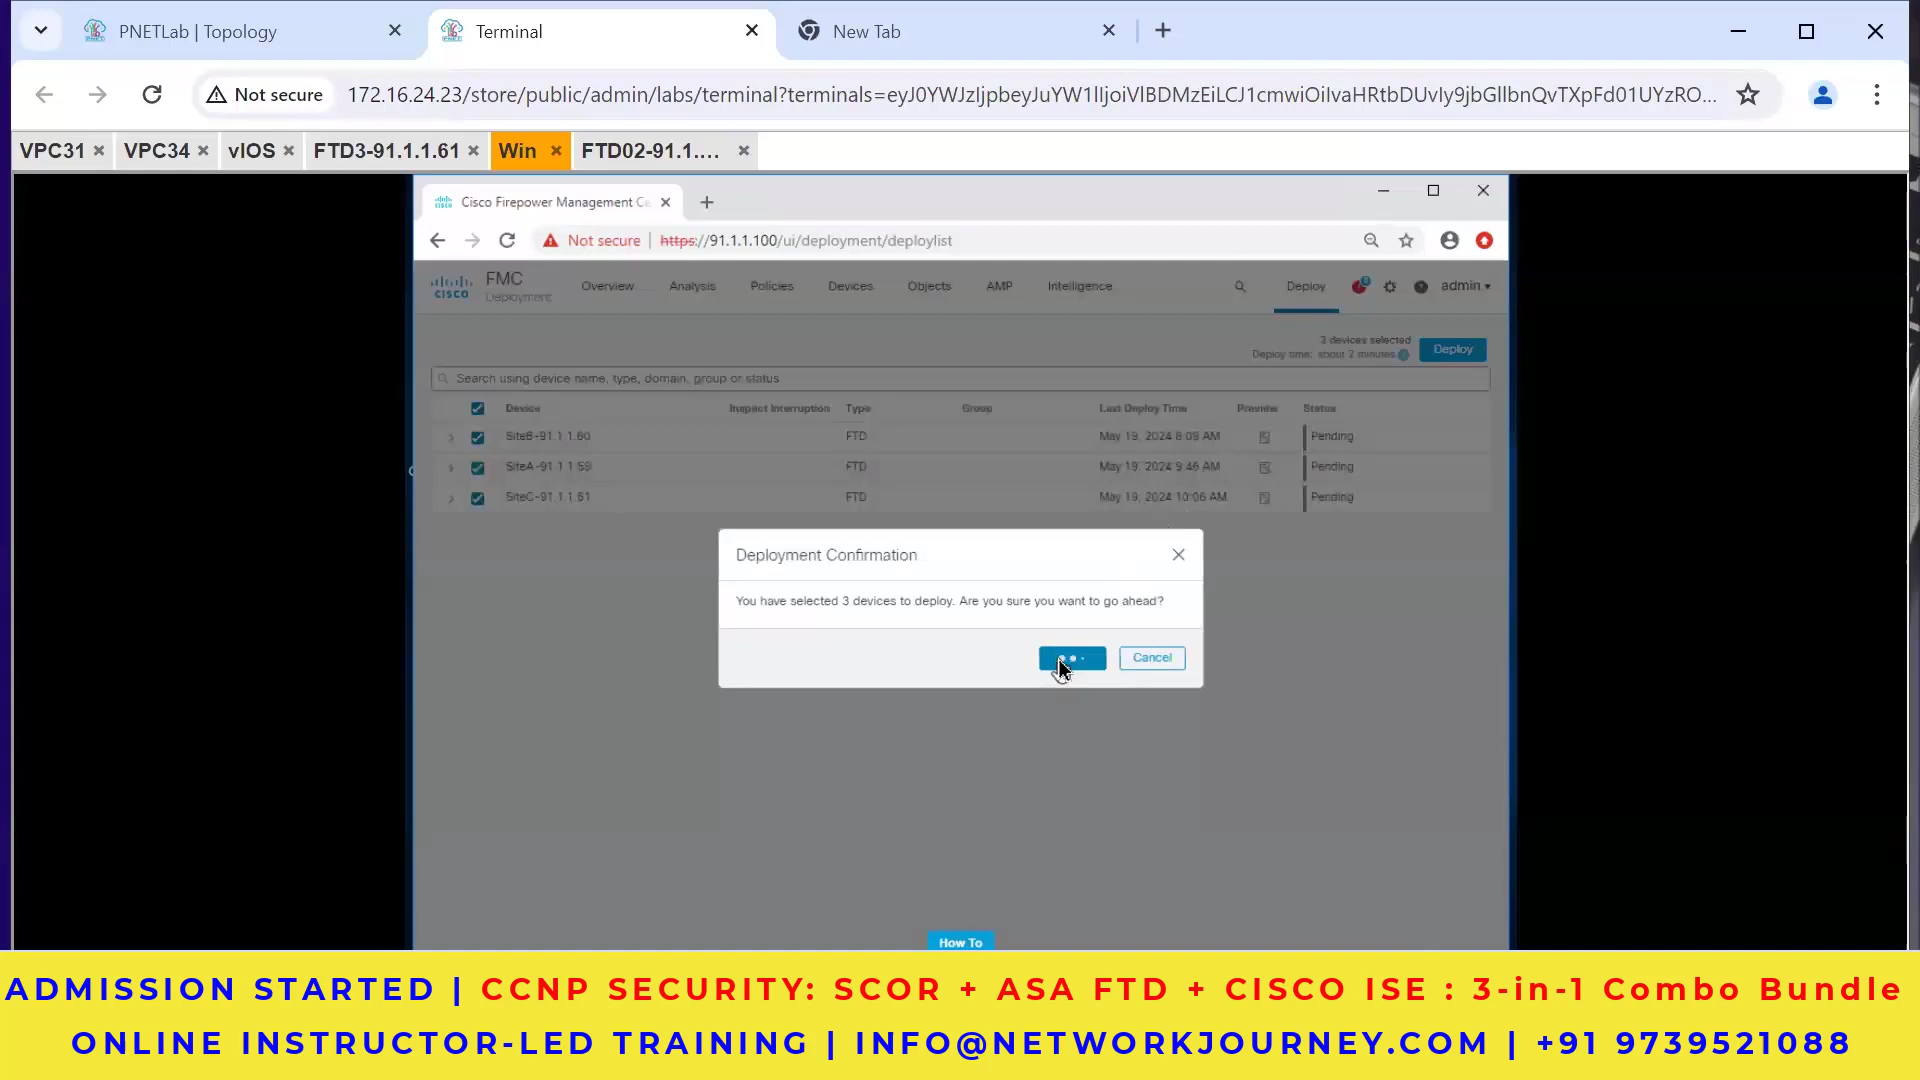 PNETLab | Topology
Terminal
New Tab
Not secure
172.16.24.23/store/public/admin/labs/terminal?terminals=eyJ0YWJzIjpbeyJuYW1lIjoiVlBDMzEiLCJ1cmwiOiIvaHRtbDUvIy9jbGllbnQvTXpFd01UYzRO...
VPC31
VPC34
vIOS
FTD3-91.1.1.61
Win
FTD02-91.1....
Cisco Firepower Management Ce
Not secure
https://91.1.1.100/ui/deployment/deploylist
CISCO
FMC
Deployment
Overview
Analysis
Policies
Devices
Objects
AMP
Intelligence
Deploy
admin
3 devices selected
Deploy time: about 2 minutes
Deploy
Search using device name, type, domain, group or status
Device Inspect Interruption Type Group Last Deploy Time Preview Status
SiteB-91.1.1.60 FTD May 19, 2024 8:09 AM Pending
SiteA-91.1.1.59 FTD May 19, 2024 9:46 AM Pending
SiteC-91.1.1.61 FTD May 19, 2024 10:06 AM Pending
Deployment Confirmation
You have selected 3 devices to deploy. Are you sure you want to go ahead?
Cancel
How To
ADMISSION STARTED | CCNP SECURITY: SCOR + ASA FTD + CISCO ISE : 3-in-1 Combo Bundle
ONLINE INSTRUCTOR-LED TRAINING | INFO@NETWORKJOURNEY.COM | +91 9739521088